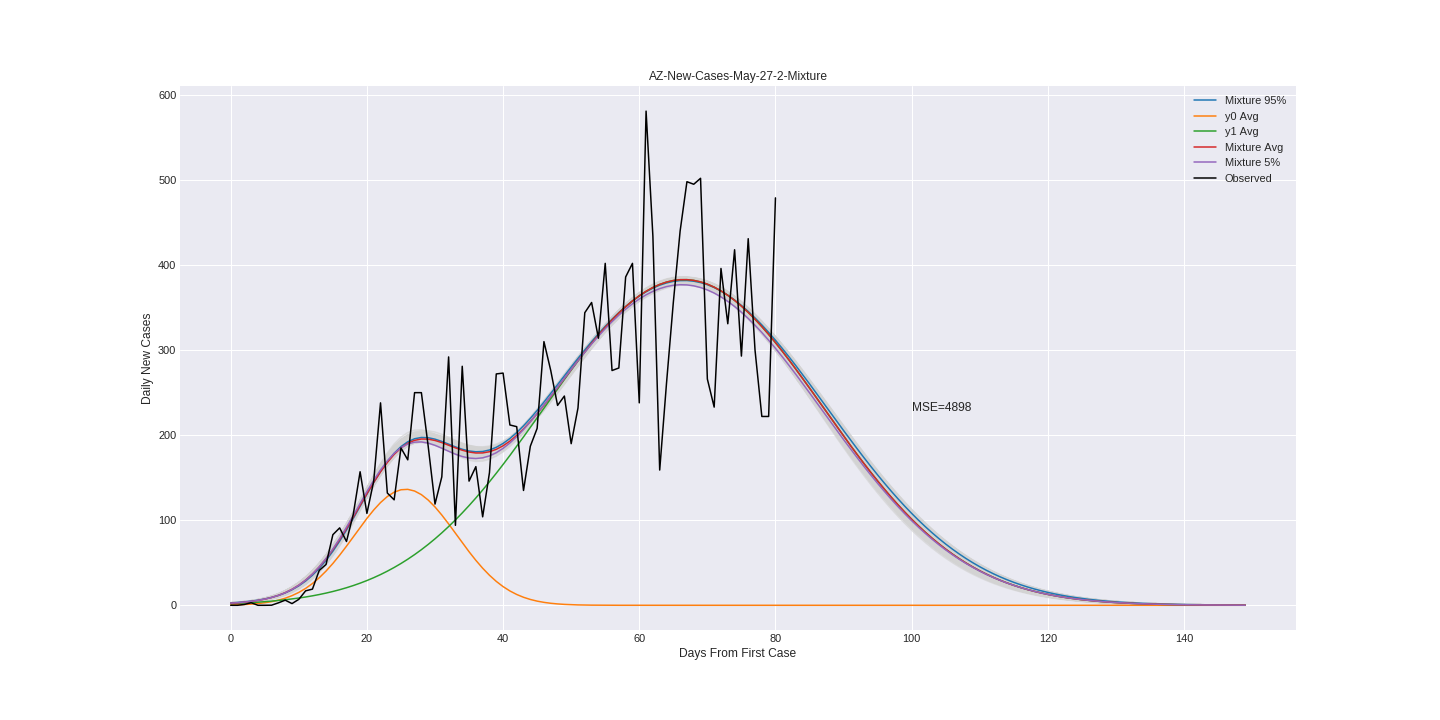 AZ-New-Cases-May-27-2-Mixture
600
500
400
300
200
100
0
Daily New Cases
Mixture 95%
y0 Avg
y1 Avg
Mixture Avg
Mixture 5%
Observed
MSE=4898
0 20 40 60 80 100 120 140
Days From First Case